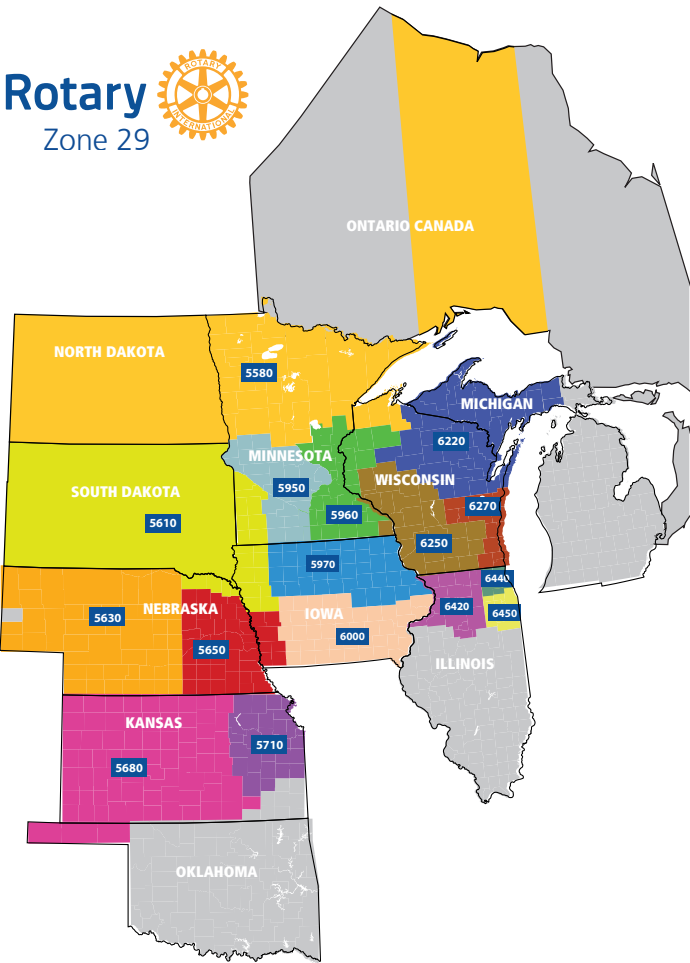 Rotary
Zone 29
ROTARY
INTERNATIONAL
ONTARIO CANADA
NORTH DAKOTA
5580
MICHIGAN
6220
MINNESOTA
WISCONSIN
5950
SOUTH DAKOTA
5610
6270
5960
6250
5970
6440
NEBRASKA
5630
IOWA
6420
6450
6000
5650
ILLINOIS
KANSAS
5710
5680
OKLAHOMA